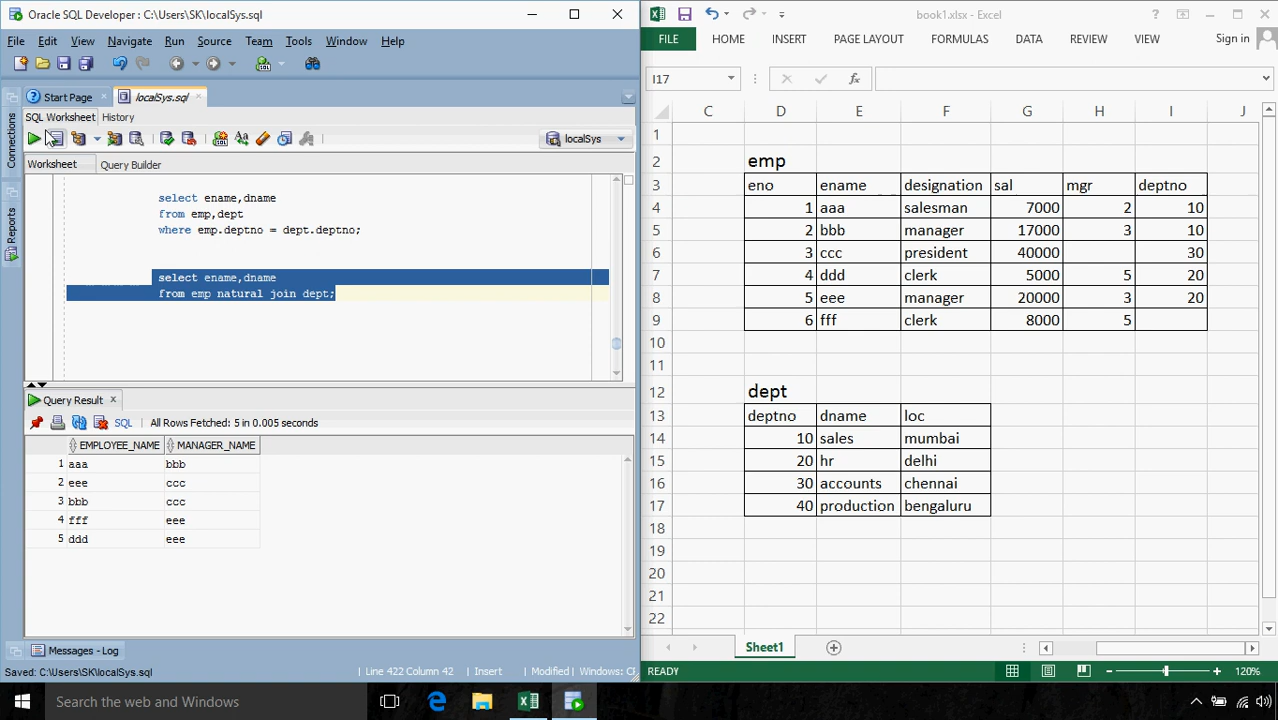 Oracle SQL Developer : C:\Users\SK\localSys.sql
File Edit View Navigate Run Source Team Tools Window Help
Start Page localSys.sql
SQL Worksheet History
localSys
Worksheet Query Builder
select ename,dname
from emp,dept
where emp.deptno = dept.deptno;
select ename,dname
from emp natural join dept;
Query Result
SQL All Rows Fetched: 5 in 0.005 seconds
EMPLOYEE_NAME MANAGER_NAME
1 aaa bbb
2 eee ccc
3 bbb ccc
4 fff eee
5 ddd eee
Messages - Log
Saved: C:\Users\SK\localSys.sql Line 422 Column 42 Insert Modified Windows: CF
Connections
Reports
book1.xlsx - Excel
FILE HOME INSERT PAGE LAYOUT FORMULAS DATA REVIEW VIEW Sign in
I17 fx
C D E F G H I J
1
2 emp
3 eno ename designation sal mgr deptno
4 1 aaa salesman 7000 2 10
5 2 bbb manager 17000 3 10
6 3 ccc president 40000 30
7 4 ddd clerk 5000 5 20
8 5 eee manager 20000 3 20
9 6 fff clerk 8000 5
10
11
12 dept
13 deptno dname loc
14 10 sales mumbai
15 20 hr delhi
16 30 accounts chennai
17 40 production bengaluru
18
19
20
21
22
Sheet1
READY 120%
Search the web and Windows